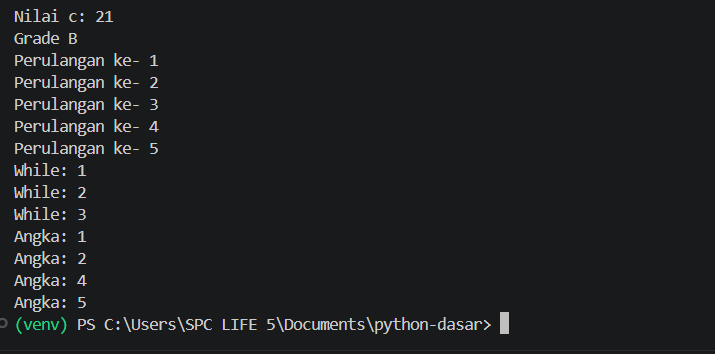 Nilai c: 21
Grade B
Perulangan ke- 1
Perulangan ke- 2
Perulangan ke- 3
Perulangan ke- 4
Perulangan ke- 5
While: 1
While: 2
While: 3
Angka: 1
Angka: 2
Angka: 4
Angka: 5
(venv) PS C:\Users\SPC LIFE 5\Documents\python-dasar>